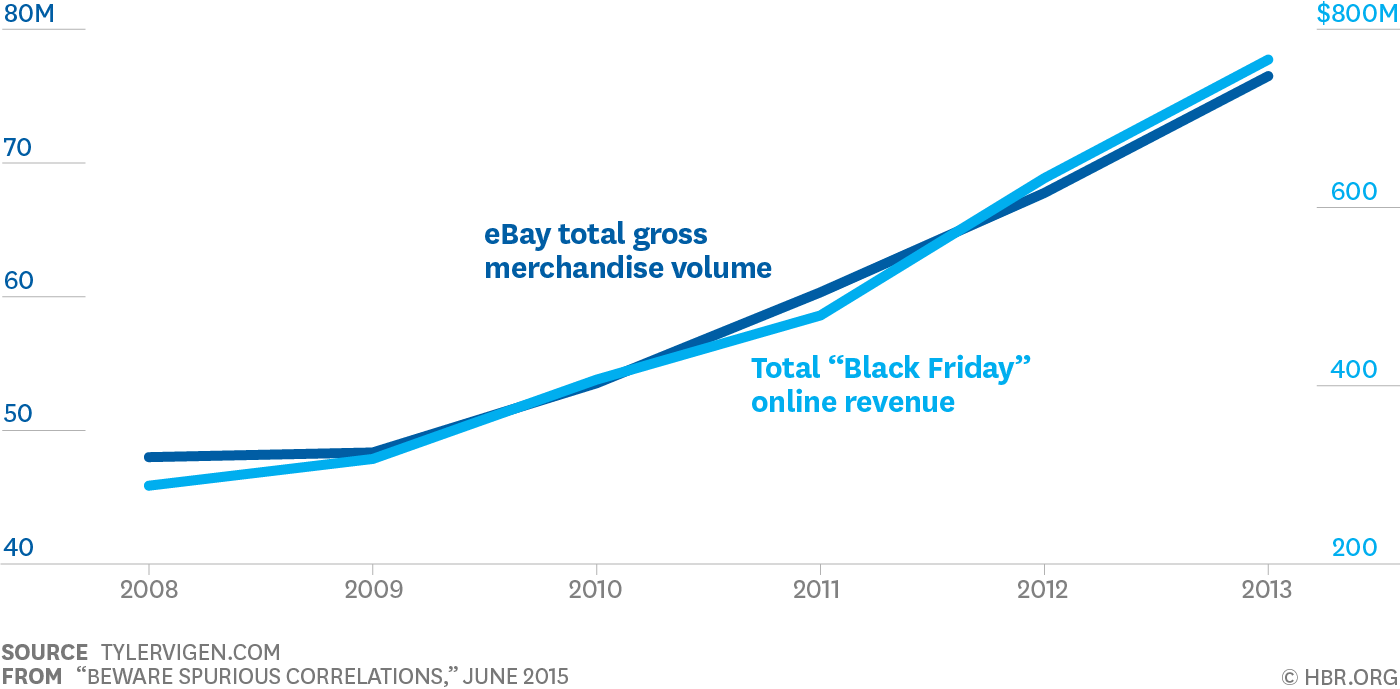 80M
$800M
70
600
eBay total gross
merchandise volume
60
Total “Black Friday”
online revenue
400
50
40
200
2008 2009 2010 2011 2012 2013
SOURCE TYLERVIGEN.COM
FROM “BEWARE SPURIOUS CORRELATIONS,” JUNE 2015
© HBR.ORG